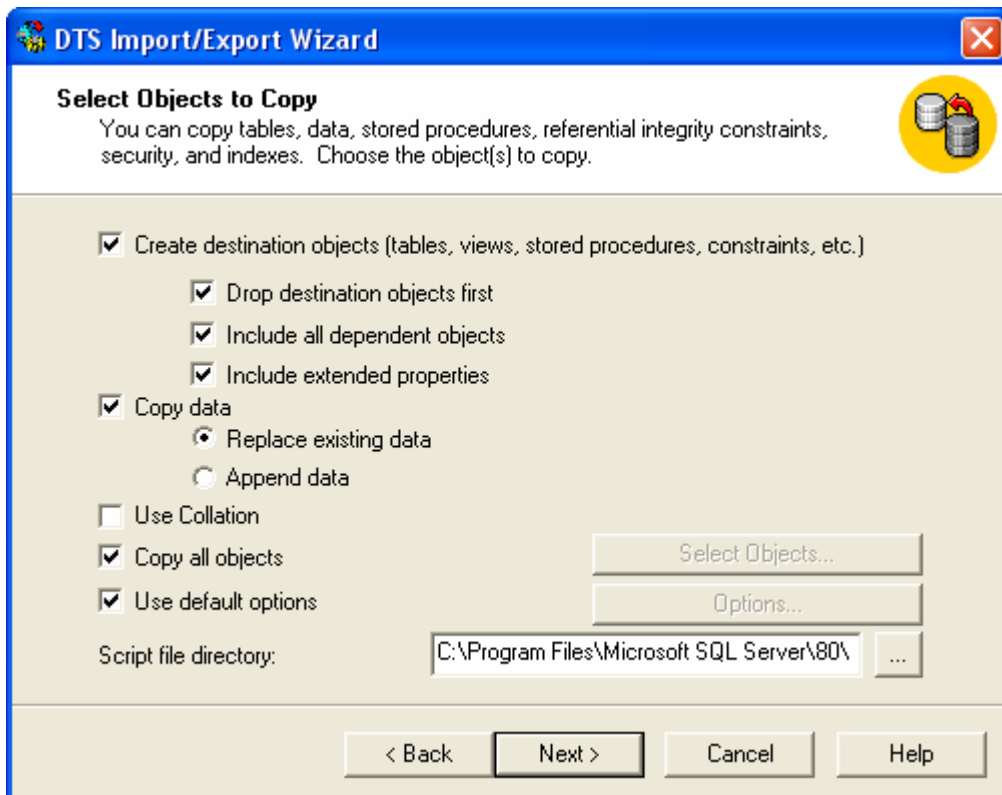 DTS Import/Export Wizard
Select Objects to Copy
You can copy tables, data, stored procedures, referential integrity constraints,
security, and indexes.  Choose the object(s) to copy.
Create destination objects (tables, views, stored procedures, constraints, etc.)
Drop destination objects first
Include all dependent objects
Include extended properties
Copy data
Replace existing data
Append data
Use Collation
Copy all objects
Select Objects...
Use default options
Options...
Script file directory:
C:\Program Files\Microsoft SQL Server\80\
...
< Back
Next >
Cancel
Help